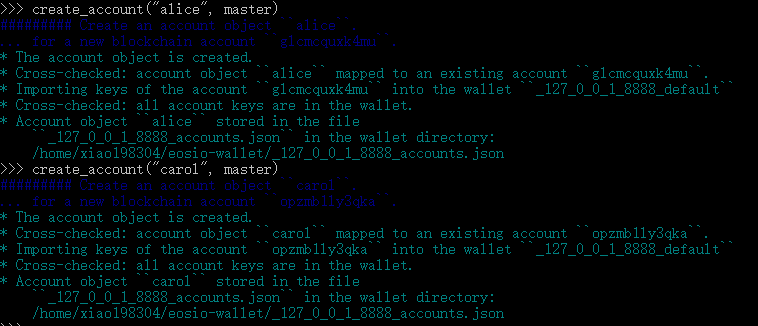 >>> create_account("alice", master)
######### Create an account object ``alice``.
... for a new blockchain account ``glcmcquxk4mu``.
* The account object is created.
* Cross-checked: account object ``alice`` mapped to an existing account ``glcmcquxk4mu``.
* Importing keys of the account ``glcmcquxk4mu`` into the wallet ``_127_0_0_1_8888_default``
* Cross-checked: all account keys are in the wallet.
* Account object ``alice`` stored in the file
``_127_0_0_1_8888_accounts.json`` in the wallet directory:
/home/xiao198304/eosio-wallet/_127_0_0_1_8888_accounts.json
>>> create_account("carol", master)
######### Create an account object ``carol``.
... for a new blockchain account ``opzmb1ly3qka``.
* The account object is created.
* Cross-checked: account object ``carol`` mapped to an existing account ``opzmb1ly3qka``.
* Importing keys of the account ``opzmb1ly3qka`` into the wallet ``_127_0_0_1_8888_default``
* Cross-checked: all account keys are in the wallet.
* Account object ``carol`` stored in the file
``_127_0_0_1_8888_accounts.json`` in the wallet directory:
/home/xiao198304/eosio-wallet/_127_0_0_1_8888_accounts.json
>>>